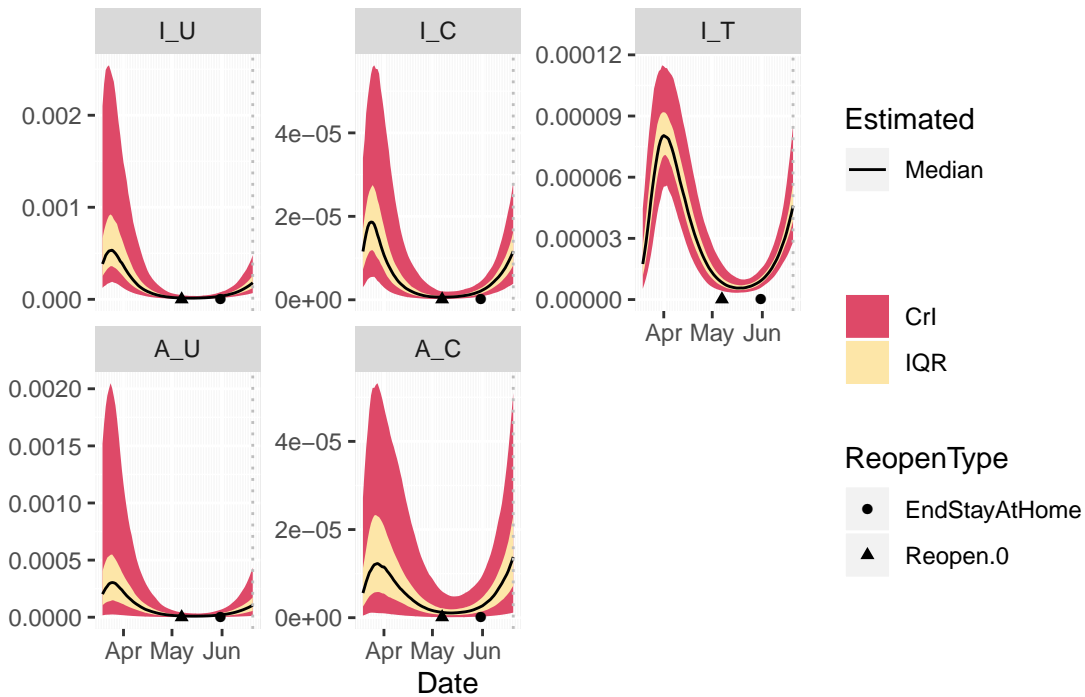 I_U
I_C
I_T
0.002
0.001
0.000
4e−05
2e−05
0e+00
0.00012
0.00009
0.00006
0.00003
0.00000
Apr May Jun
A_U
A_C
0.0020
0.0015
0.0010
0.0005
0.0000
4e−05
2e−05
0e+00
Apr May Jun
Apr May Jun
Date
Estimated
Median
CrI
IQR
ReopenType
EndStayAtHome
Reopen.0